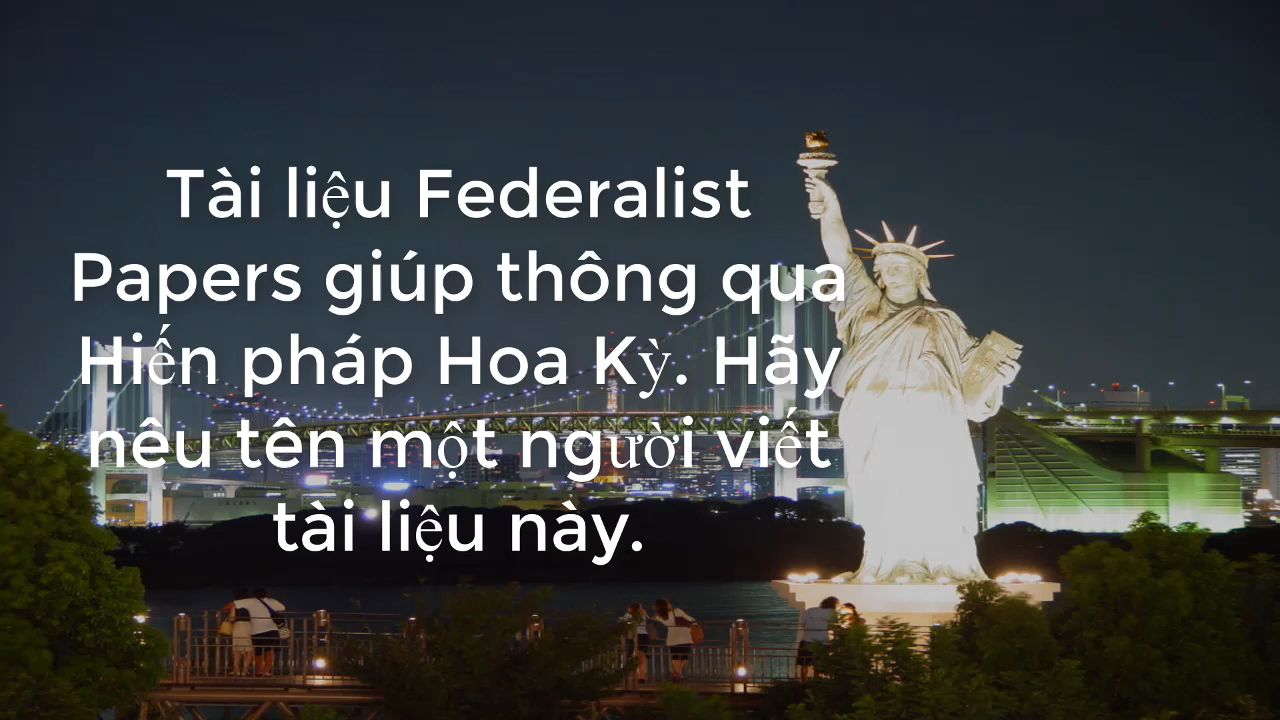 Tài liệu Federalist
Papers giúp thông qua
Hiến pháp Hoa Kỳ. Hãy
nêu tên một người viết
tài liệu này.